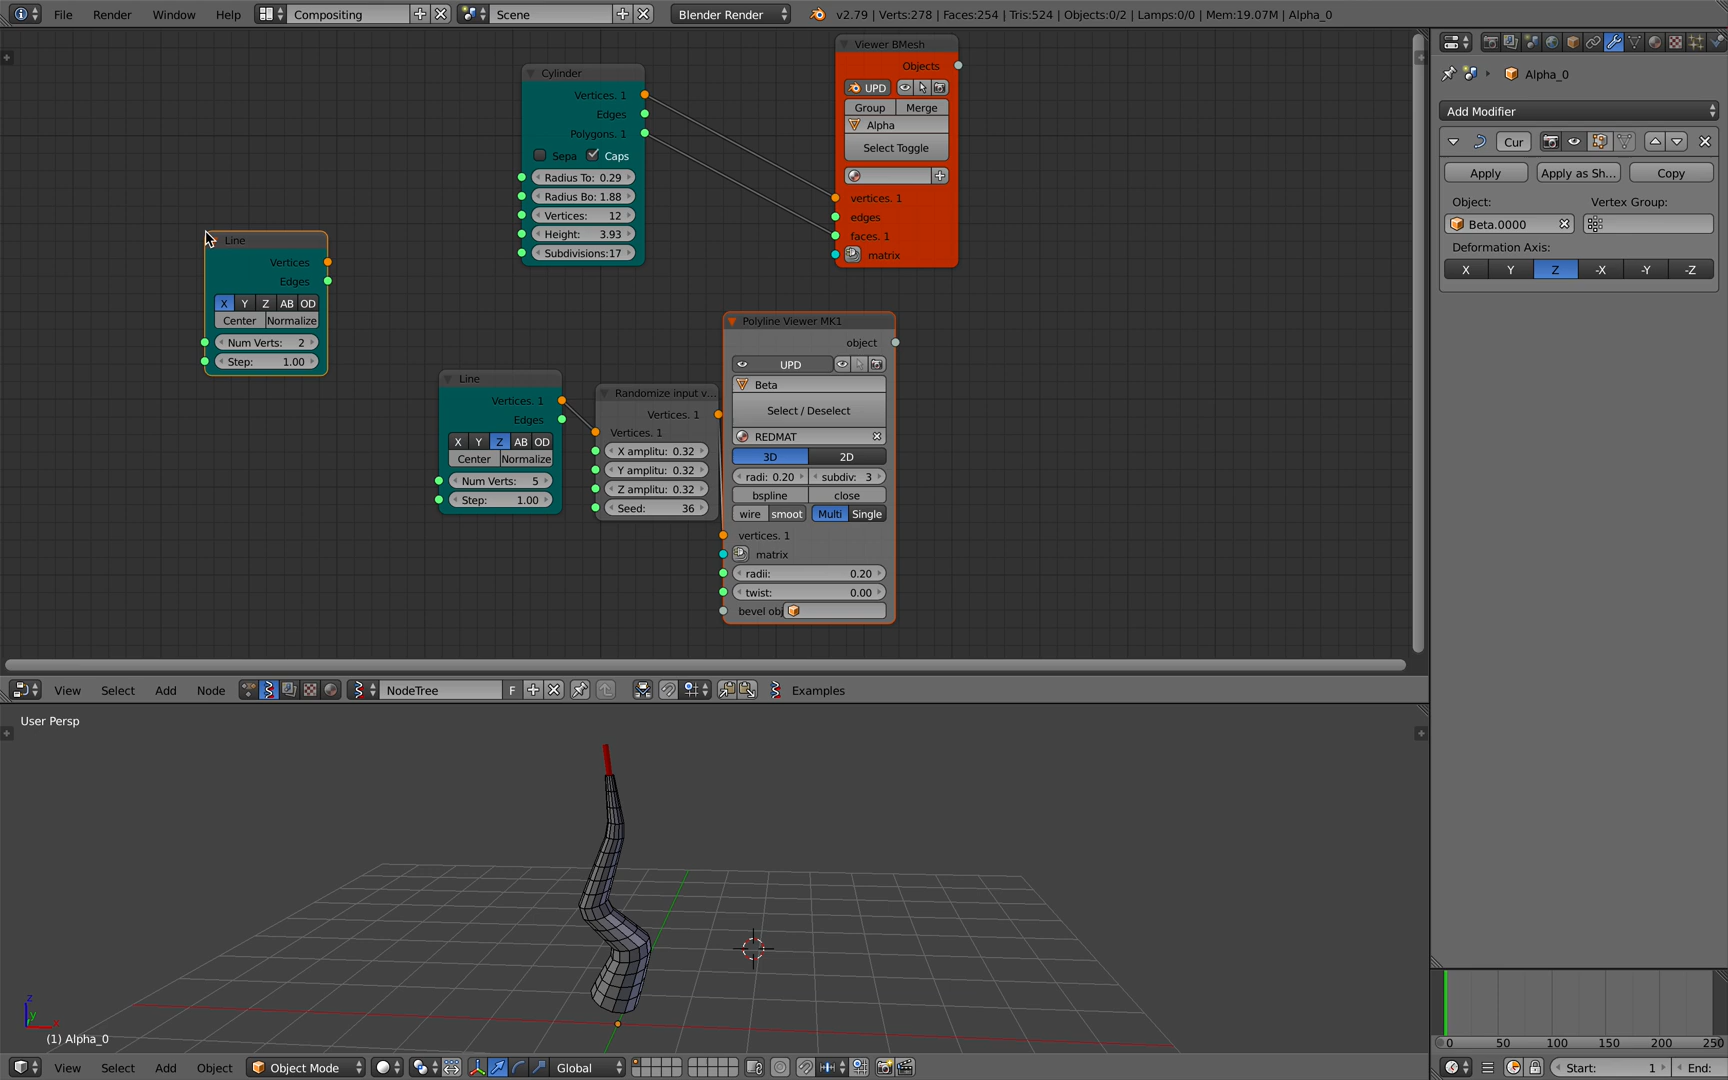 File Render Window Help Compositing Scene Blender Render v2.79 | Verts:278 | Faces:254 | Tris:524 | Objects:0/2 | Lamps:0/0 | Mem:19.07M | Alpha_0
Viewer BMesh
Objects
UPD
Group Merge
Alpha
Select Toggle
vertices. 1
edges
faces. 1
matrix
Cylinder
Vertices. 1
Edges
Polygons. 1
Sepa Caps
Radius To: 0.29
Radius Bo: 1.88
Vertices: 12
Height: 3.93
Subdivisions:17
Line
Vertices
Edges
X Y Z AB OD
Center Normalize
Num Verts: 2
Step: 1.00
Line
Vertices. 1
Edges
X Y Z AB OD
Center Normalize
Num Verts: 5
Step: 1.00
Randomize input v...
Vertices. 1
Vertices. 1
X amplitu: 0.32
Y amplitu: 0.32
Z amplitu: 0.32
Seed: 36
Polyline Viewer MK1
object
UPD
Beta
Select / Deselect
REDMAT
3D 2D
radi: 0.20 subdiv: 3
bspline close
wire smoot Multi Single
vertices. 1
matrix
radii: 0.20
twist: 0.00
bevel obj
View Select Add Node NodeTree F Examples
User Persp
z
y
(1) Alpha_0
View Select Add Object Object Mode Global
Alpha_0
Add Modifier
Cur
Apply Apply as Sh... Copy
Object: Vertex Group:
Beta.0000
Deformation Axis:
X Y Z -X -Y -Z
0 50 100 150 200 250
Start: 1 End: